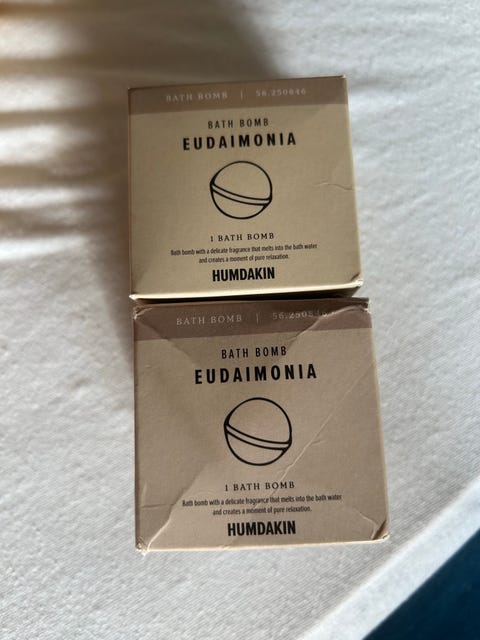 BATH BOMB | 56.250846
BATH BOMB
EUDAIMONIA
1 BATH BOMB
Bath bomb with a delicate fragrance that melts into the bath water
and creates a moment of pure relaxation.
HUMDAKIN
BATH BOMB |
BATH BOMB
EUDAIMONIA
1 BATH BOMB
Bath bomb with a delicate fragrance that melts into the bath water
and creates a moment of pure relaxation.
HUMDAKIN